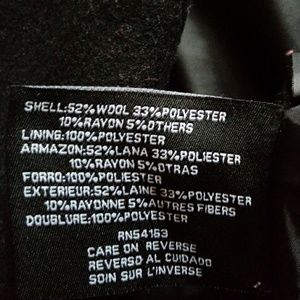 SHELL:52%WOOL 33%POLYESTER
10%RAYON 5%OTHERS
LINING:100%POLYESTER
ARMAZON:52%LANA 33%POLIESTER
10%RAYON 5%OTRAS
FORRO:100%POLIESTER
EXTERIEUR:52%LAINE 33%POLYESTER
10%RAYONNE 5%AUTRES FIBERS
DOUBLURE:100%POLYESTER
RN54163
CARE ON REVERSE
REVERSO AL CUIDADO
SOIN SUR L'INVERSE